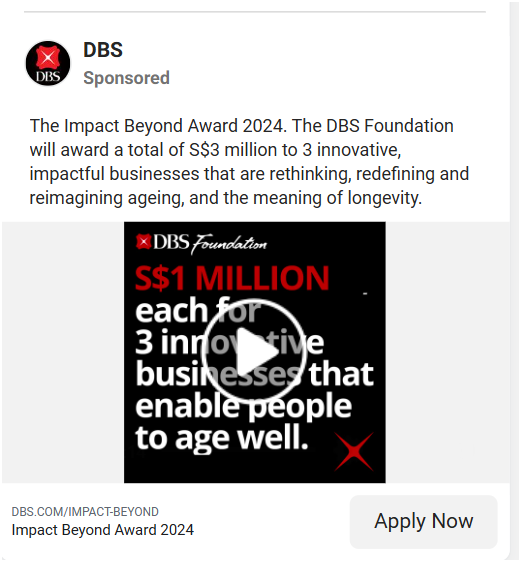 DBS
Sponsored
DBS
The Impact Beyond Award 2024. The DBS Foundation
will award a total of S$3 million to 3 innovative,
impactful businesses that are rethinking, redefining and
reimagining ageing, and the meaning of longevity.
DBS Foundation
S$1 MILLION
each for
3 innovative
businesses that
enable people
to age well.
DBS.COM/IMPACT-BEYOND
Impact Beyond Award 2024
Apply Now